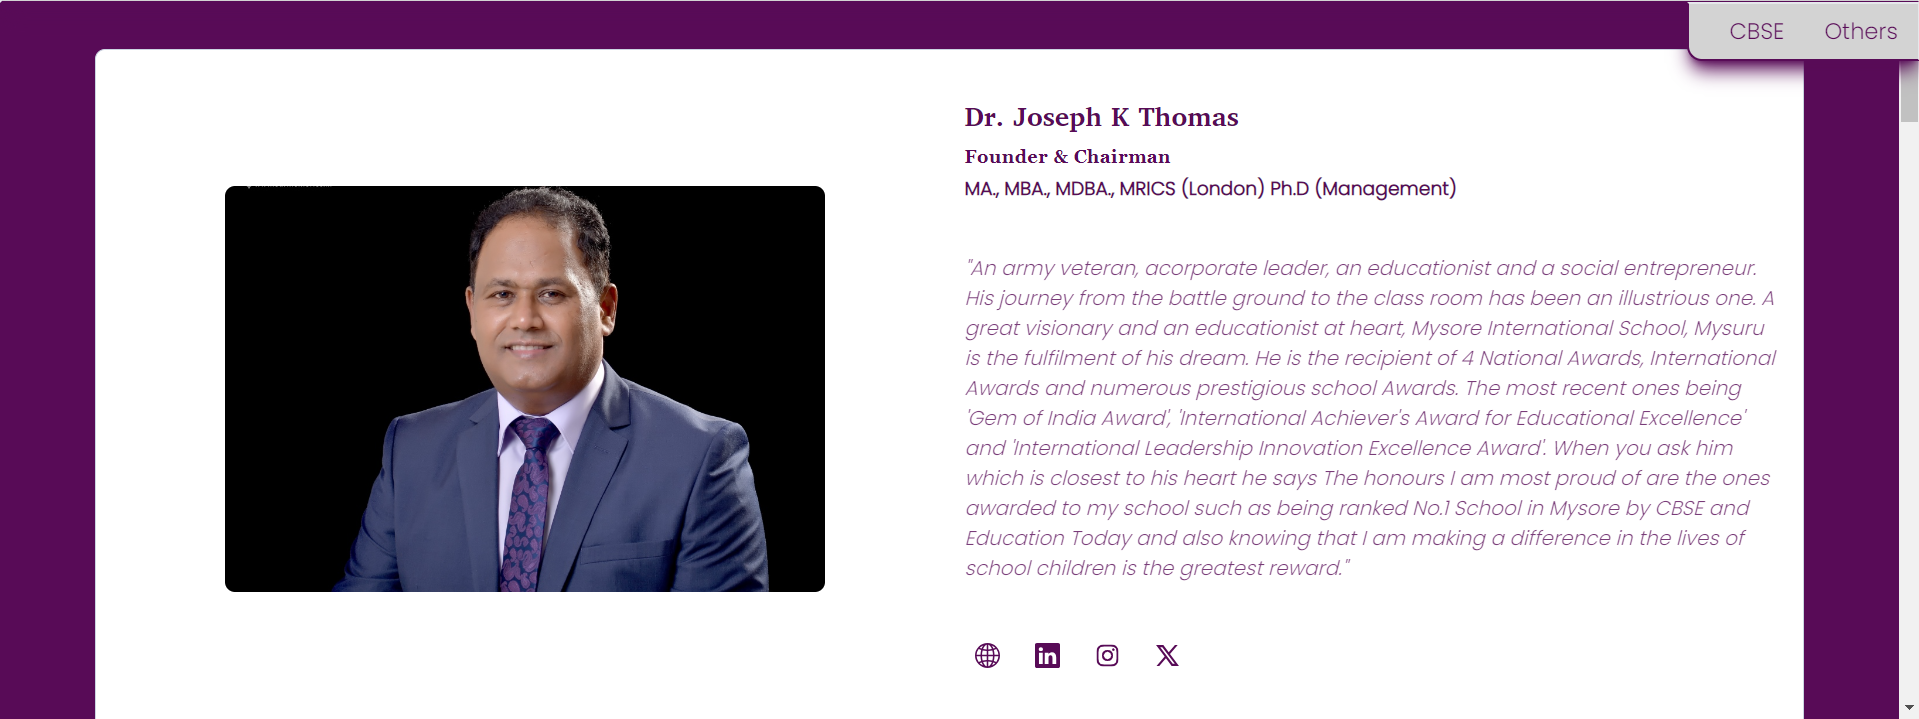 CBSE Others
Dr. Joseph K Thomas
Founder & Chairman
MA., MBA., MDBA., MRICS (London) Ph.D (Management)
"An army veteran, acorporate leader, an educationist and a social entrepreneur.
His journey from the battle ground to the class room has been an illustrious one. A
great visionary and an educationist at heart, Mysore International School, Mysuru
is the fulfilment of his dream. He is the recipient of 4 National Awards, International
Awards and numerous prestigious school Awards. The most recent ones being
'Gem of India Award', 'International Achiever's Award for Educational Excellence'
and 'International Leadership Innovation Excellence Award'. When you ask him
which is closest to his heart he says The honours I am most proud of are the ones
awarded to my school such as being ranked No.1 School in Mysore by CBSE and
Education Today and also knowing that I am making a difference in the lives of
school children is the greatest reward."